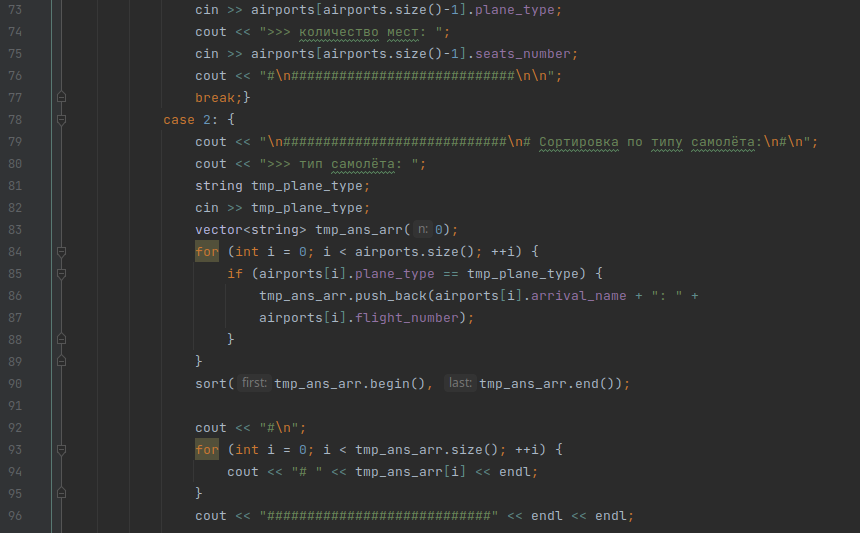 73 cin >> airports[airports.size()-1].plane_type;
74 cout << ">>> количество мест: ";
75 cin >> airports[airports.size()-1].seats_number;
76 cout << "#\n############################\n\n";
77 break;}
78 case 2: {
79 cout << "\n############################\n# Сортировка по типу самолёта:\n#\n";
80 cout << ">>> тип самолёта: ";
81 string tmp_plane_type;
82 cin >> tmp_plane_type;
83 vector<string> tmp_ans_arr( n: 0);
84 for (int i = 0; i < airports.size(); ++i) {
85 if (airports[i].plane_type == tmp_plane_type) {
86 tmp_ans_arr.push_back(airports[i].arrival_name + ": " +
87 airports[i].flight_number);
88 }
89 }
90 sort( first: tmp_ans_arr.begin(), last: tmp_ans_arr.end());
91
92 cout << "#\n";
93 for (int i = 0; i < tmp_ans_arr.size(); ++i) {
94 cout << "# " << tmp_ans_arr[i] << endl;
95 }
96 cout << "############################" << endl << endl;